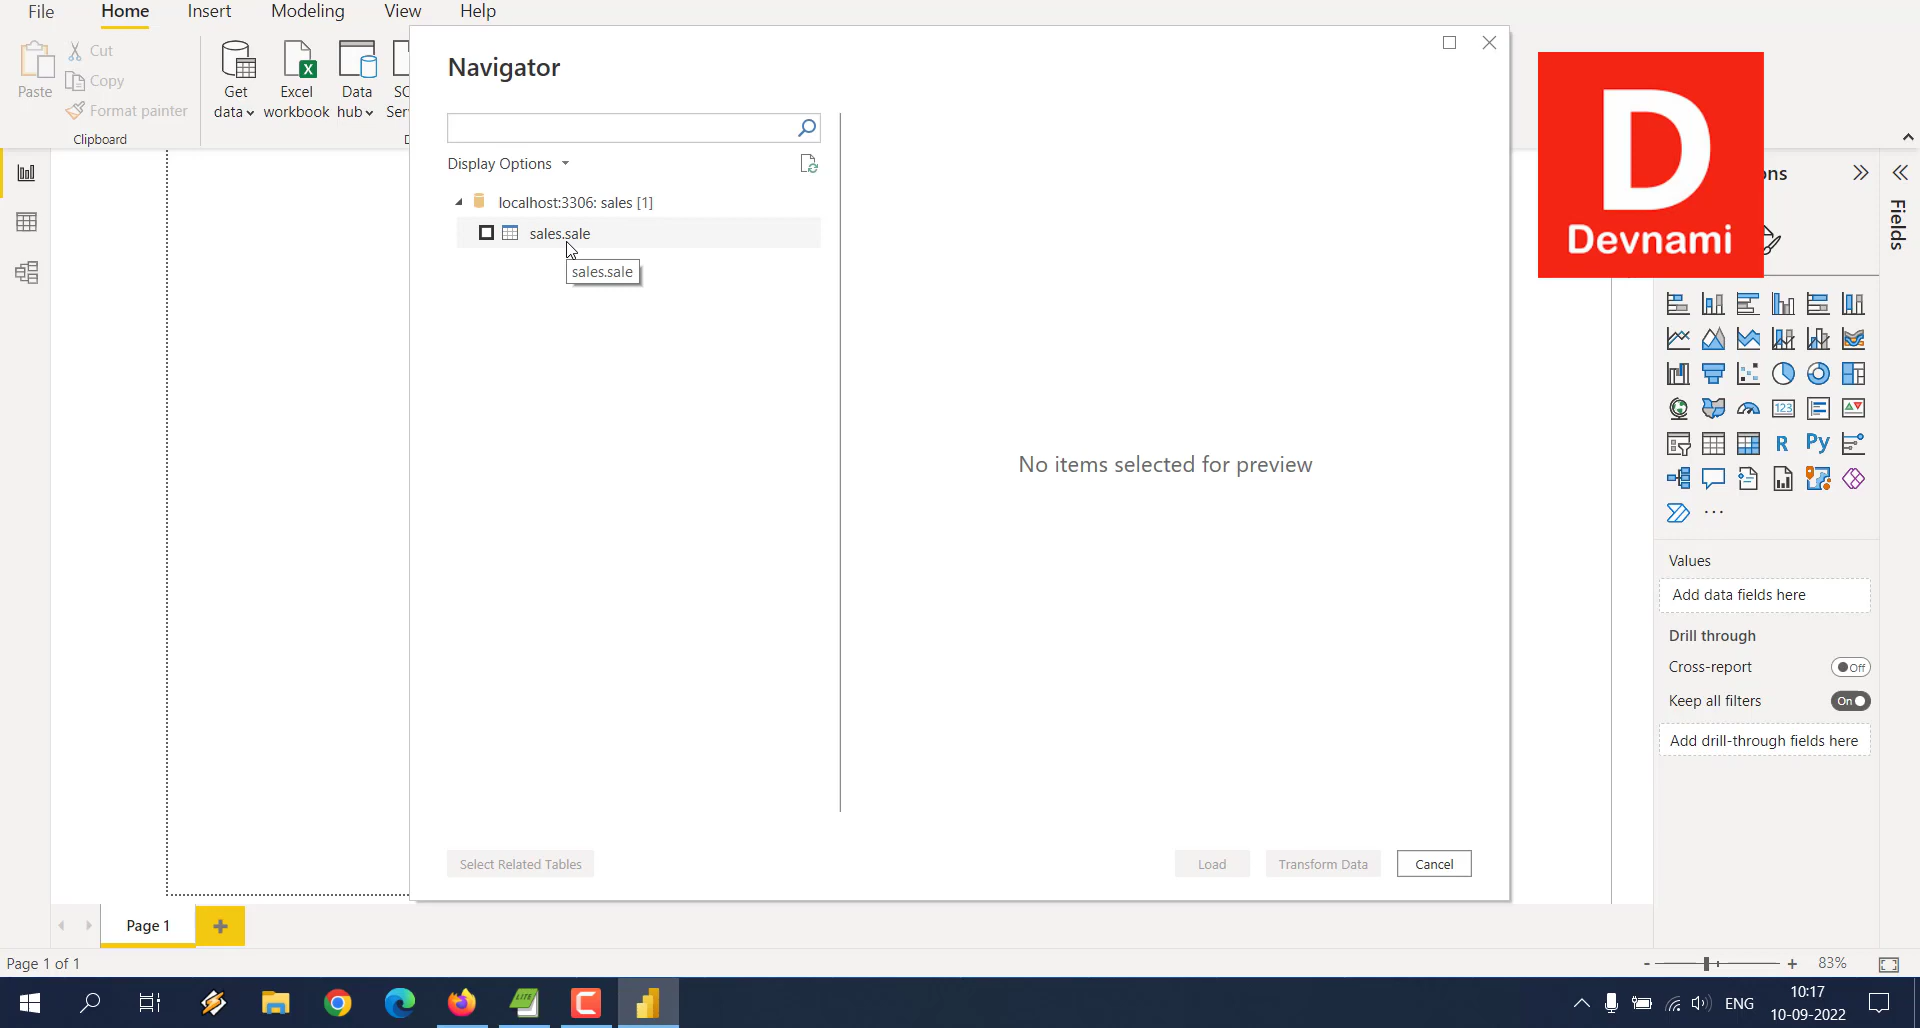 File Home Insert Modeling View Help
Paste
Cut
Copy
Format painter
Clipboard
Get data
Excel workbook
Data hub
Navigator
Display Options
localhost:3306: sales [1]
sales.sale
sales.sale
No items selected for preview
Select Related Tables
Load
Transform Data
Cancel
D
Devnami
Fields
123
R
Py
...
Values
Add data fields here
Drill through
Cross-report
Off
Keep all filters
On
Add drill-through fields here
Page 1
+
Page 1 of 1
- + 83%
LITE
ENG
10:17
10-09-2022